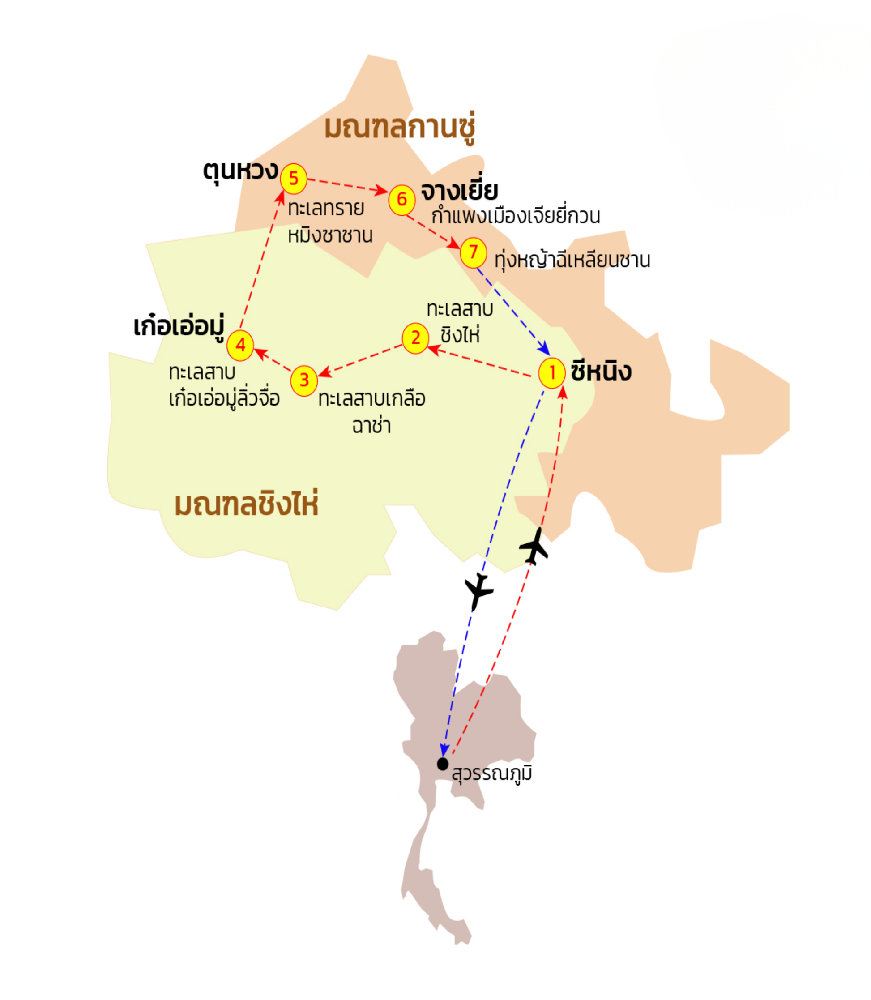 มณฑลกานซู่
ตุนหวง
5
ทะเลทราย
หมิงซาซาน
6
จางเยี่ย
กำแพงเมืองเจียยี่กวน
7
ทุ่งหญ้าฉีเหลียนซาน
ทะเลสาบ
ชิงไห่
2
เก๋อเอ่อมู่
4
ทะเลสาบ
เก๋อเอ่อมู่ลิ่วจื่อ
3
ทะเลสาบเกลือ
ฉาช่า
1
ซีหนิง
มณฑลชิงไห่
สุวรรณภูมิ